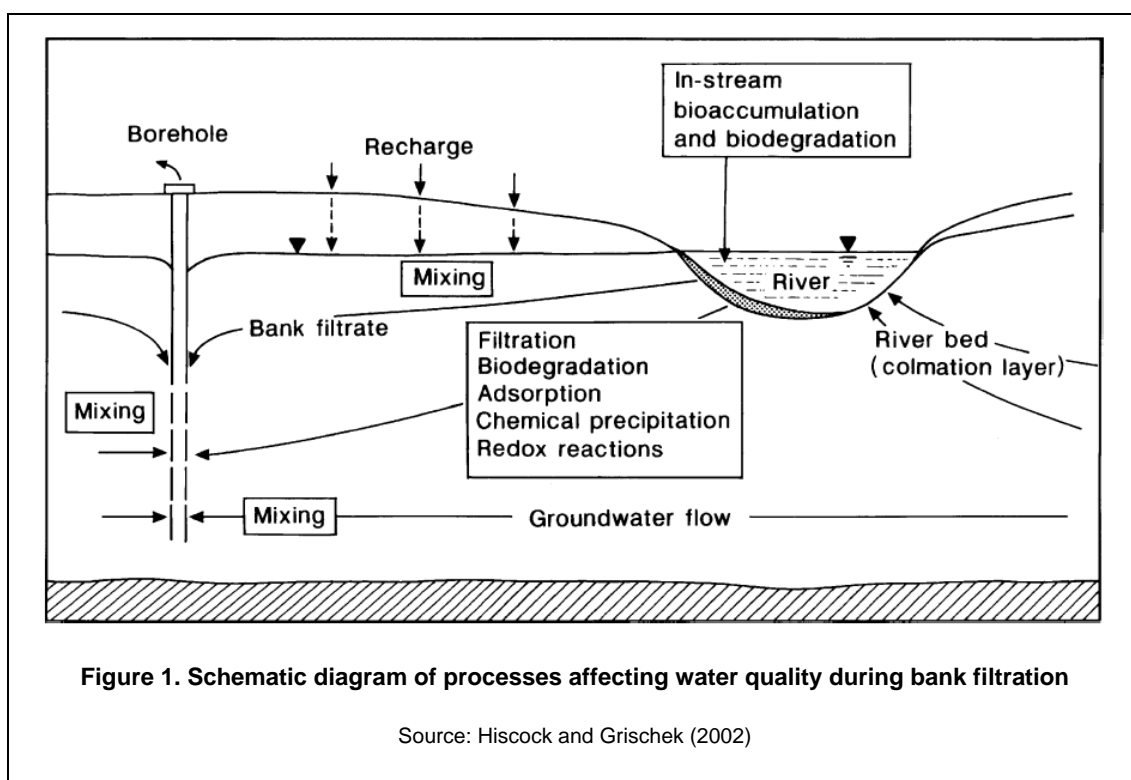 In-stream
bioaccumulation
and biodegradation
Borehole
Recharge
Mixing
River
Bank filtrate
River bed
(colmation layer)
Filtration
Biodegradation
Adsorption
Chemical precipitation
Redox reactions
Mixing
Mixing
Groundwater flow
Figure 1. Schematic diagram of processes affecting water quality during bank filtration
Source: Hiscock and Grischek (2002)